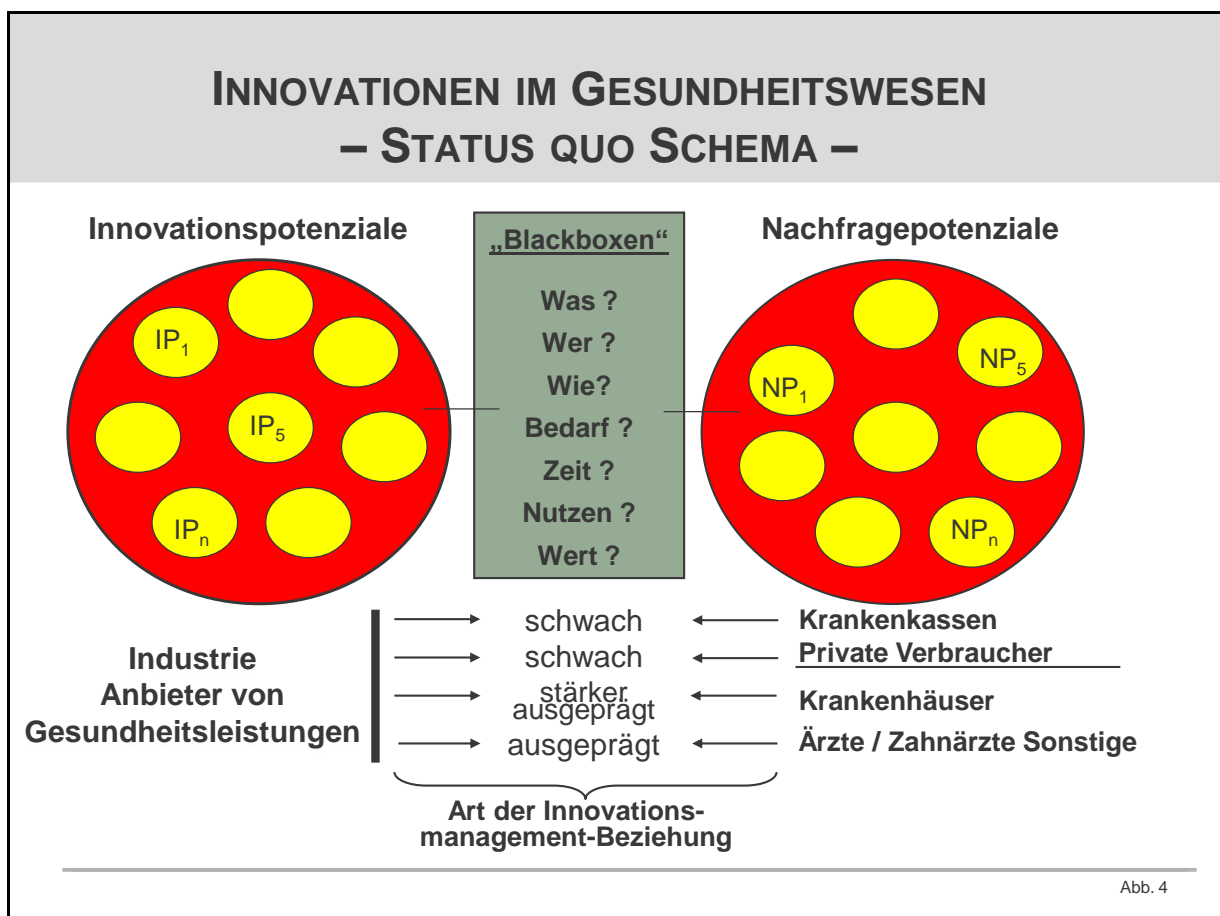 INNOVATIONEN IM GESUNDHEITSWESEN
– STATUS QUO SCHEMA –
Innovationspotenziale
IP1
IP5
IPn
„Blackboxen“
Was ?
Wer ?
Wie?
Bedarf ?
Zeit ?
Nutzen ?
Wert ?
Nachfragepotenziale
NP1
NP5
NPn
Industrie
Anbieter von
Gesundheitsleistungen
schwach
schwach
stärker
ausgeprägt
ausgeprägt
Krankenkassen
Private Verbraucher
Krankenhäuser
Ärzte / Zahnärzte Sonstige
Art der Innovations-
management-Beziehung
Abb. 4